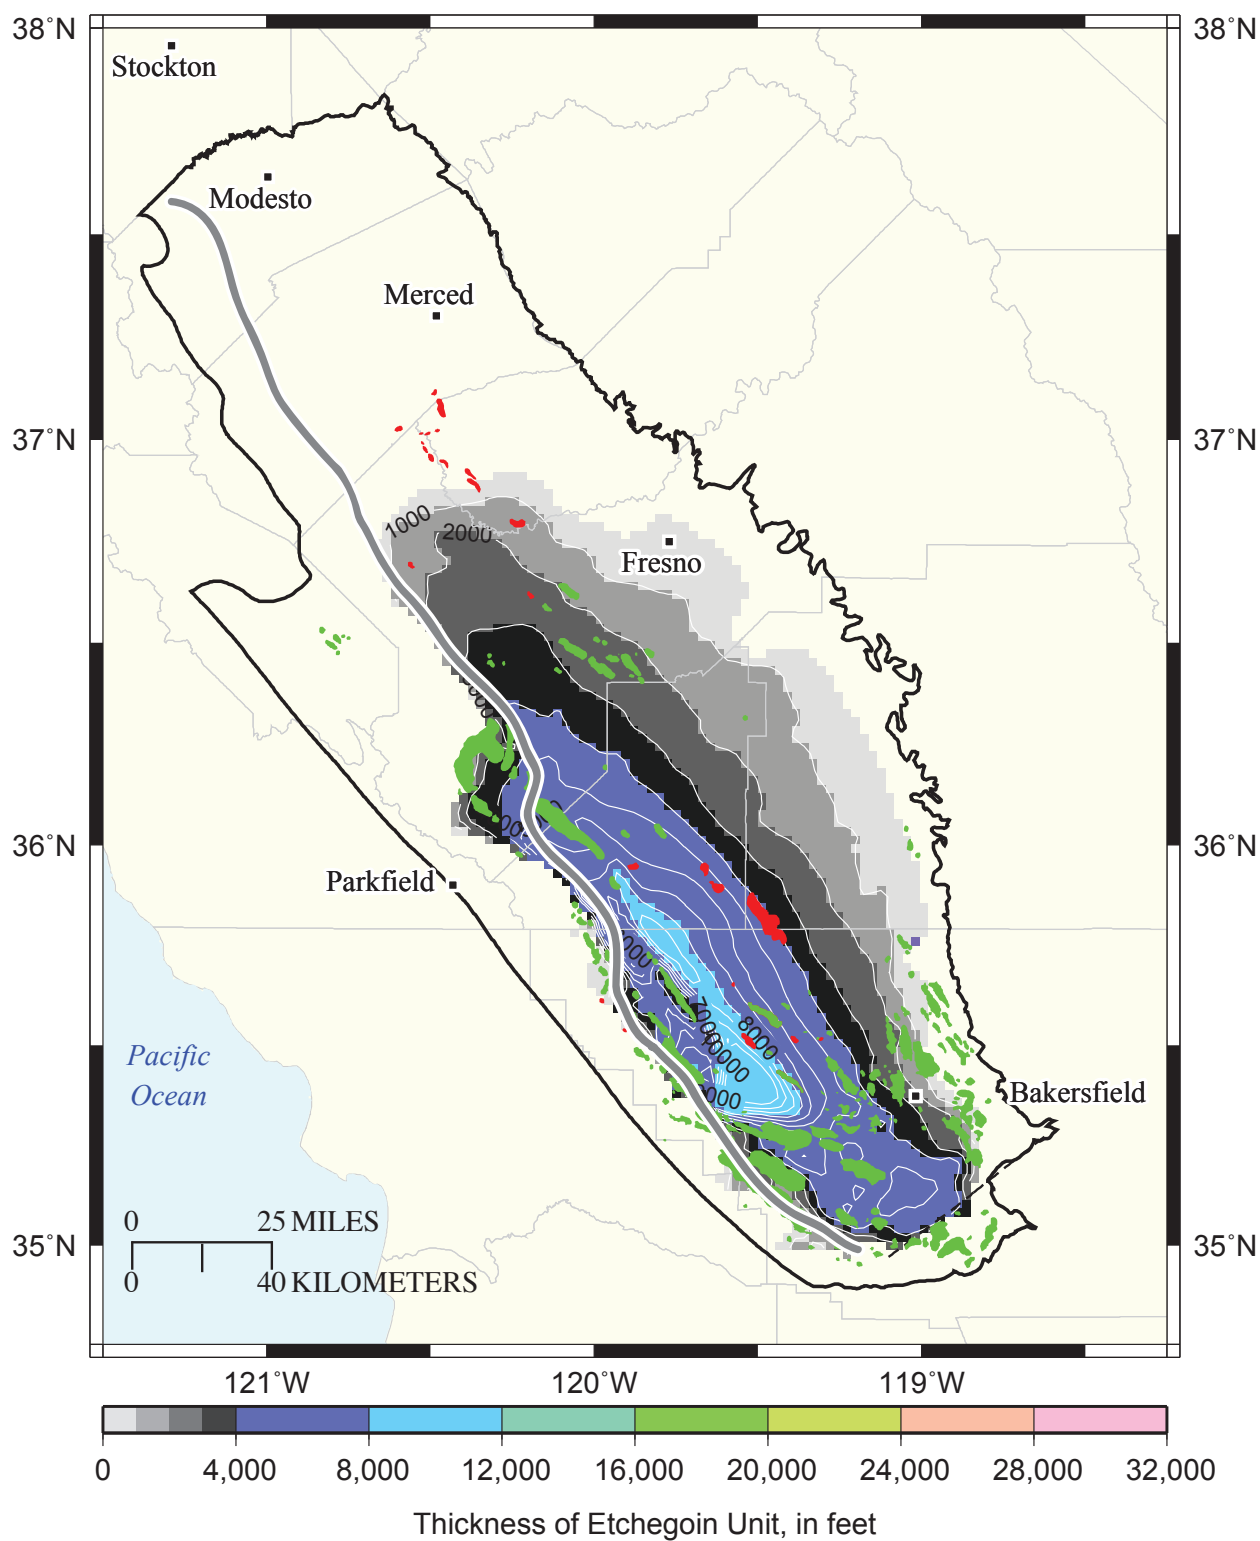 38°N
38°N
Stockton
Modesto
Merced
37°N
37°N
1000
2000
Fresno
36°N
36°N
Parkfield
7000
8000
10000
Pacific
Ocean
Bakersfield
0
25 MILES
0
40 KILOMETERS
35°N
35°N
121°W
120°W
119°W
0
4,000
8,000
12,000
16,000
20,000
24,000
28,000
32,000
Thickness of Etchegoin Unit, in feet